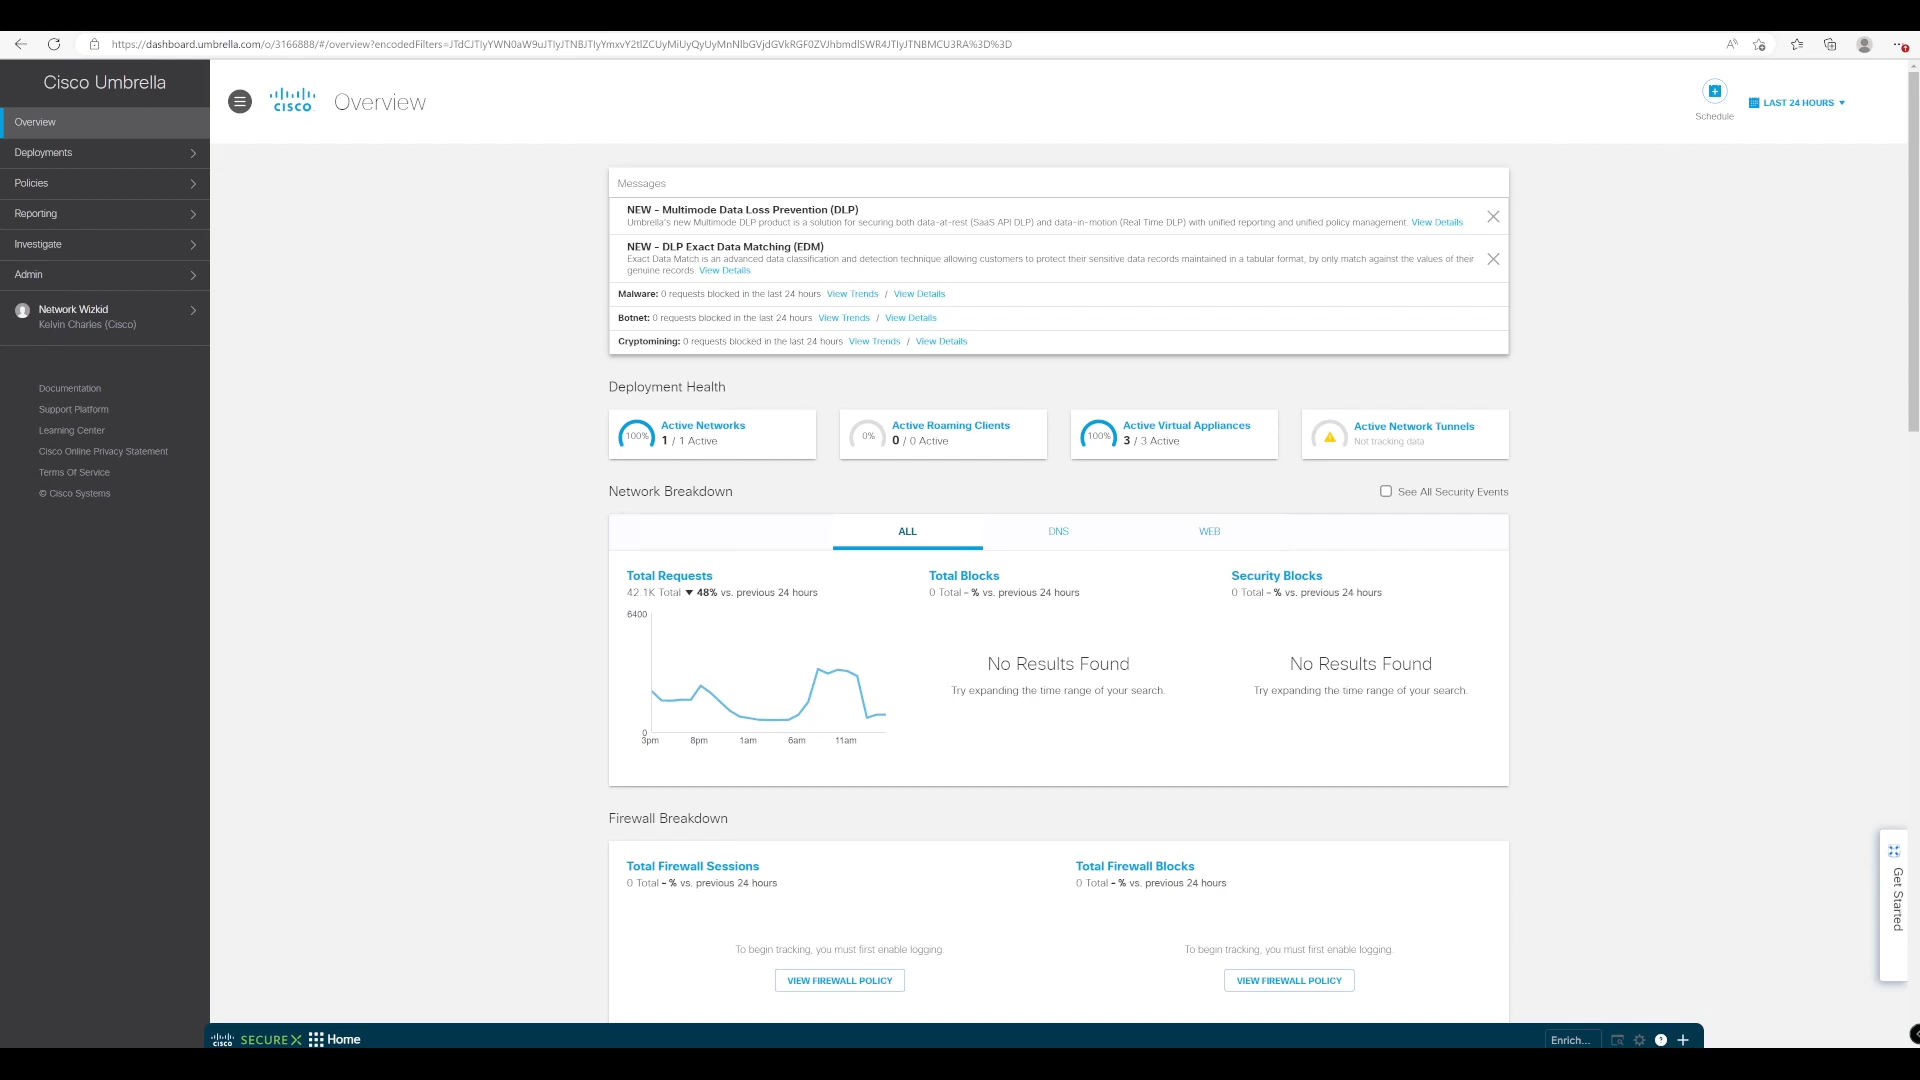 https://dashboard.umbrella.com/o/3166888/#/overview?encodedFilters=JTdCJTIyYWN0aW9uJTIyJTNBJTIyYmxvY2tlZCUyMiUyQyUyMnNlbGVjdGVkRGF0ZVJhbmdlSWR4JTIyJTNBMCU3RA%3D%3D
Cisco Umbrella
Overview
Deployments
Policies
Reporting
Investigate
Admin
Network Wizkid
Kelvin Charles (Cisco)
Documentation
Support Platform
Learning Center
Cisco Online Privacy Statement
Terms Of Service
© Cisco Systems
CISCO
Overview
Schedule
LAST 24 HOURS
Messages
NEW - Multimode Data Loss Prevention (DLP)
Umbrella's new Multimode DLP product is a solution for securing both data-at-rest (SaaS API DLP) and data-in-motion (Real Time DLP) with unified reporting and unified policy management. View Details
NEW - DLP Exact Data Matching (EDM)
Exact Data Match is an advanced data classification and detection technique allowing customers to protect their sensitive data records maintained in a tabular format, by only match against the values of their
genuine records. View Details
Malware: 0 requests blocked in the last 24 hours View Trends / View Details
Botnet: 0 requests blocked in the last 24 hours View Trends / View Details
Cryptomining: 0 requests blocked in the last 24 hours View Trends / View Details
Deployment Health
100%
Active Networks
1 / 1 Active
0%
Active Roaming Clients
0 / 0 Active
100%
Active Virtual Appliances
3 / 3 Active
Active Network Tunnels
Not tracking data
Network Breakdown
See All Security Events
ALL
DNS
WEB
Total Requests
42.1K Total ▼ 48% vs. previous 24 hours
6400
0
3pm 8pm 1am 6am 11am
Total Blocks
0 Total - % vs. previous 24 hours
No Results Found
Try expanding the time range of your search.
Security Blocks
0 Total - % vs. previous 24 hours
No Results Found
Try expanding the time range of your search.
Firewall Breakdown
Total Firewall Sessions
0 Total - % vs. previous 24 hours
To begin tracking, you must first enable logging.
VIEW FIREWALL POLICY
Total Firewall Blocks
0 Total - % vs. previous 24 hours
To begin tracking, you must first enable logging.
VIEW FIREWALL POLICY
Get Started
CISCO SECUREX Home
Enrich...